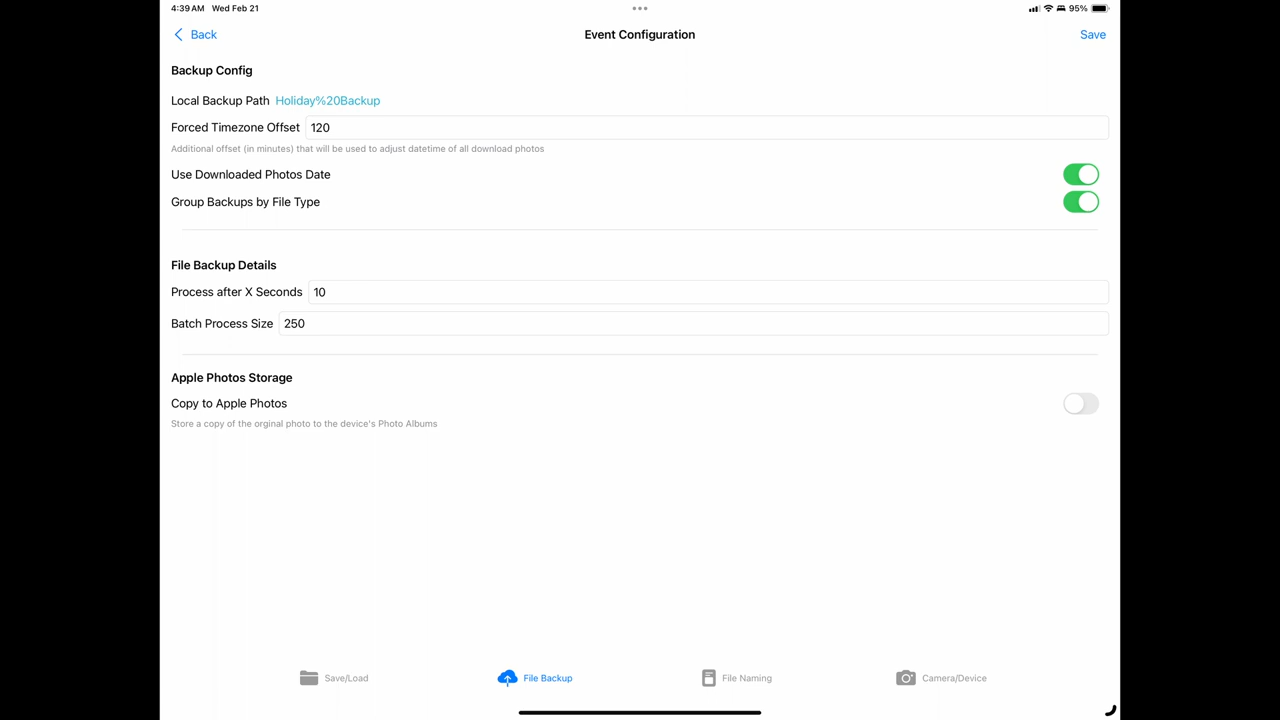 4:39 AM Wed Feb 21 95%
Back Event Configuration Save
Backup Config
Local Backup Path Holiday%20Backup
Forced Timezone Offset 120
Additional offset (in minutes) that will be used to adjust datetime of all download photos
Use Downloaded Photos Date
Group Backups by File Type
File Backup Details
Process after X Seconds 10
Batch Process Size 250
Apple Photos Storage
Copy to Apple Photos
Store a copy of the orginal photo to the device's Photo Albums
Save/Load File Backup File Naming Camera/Device